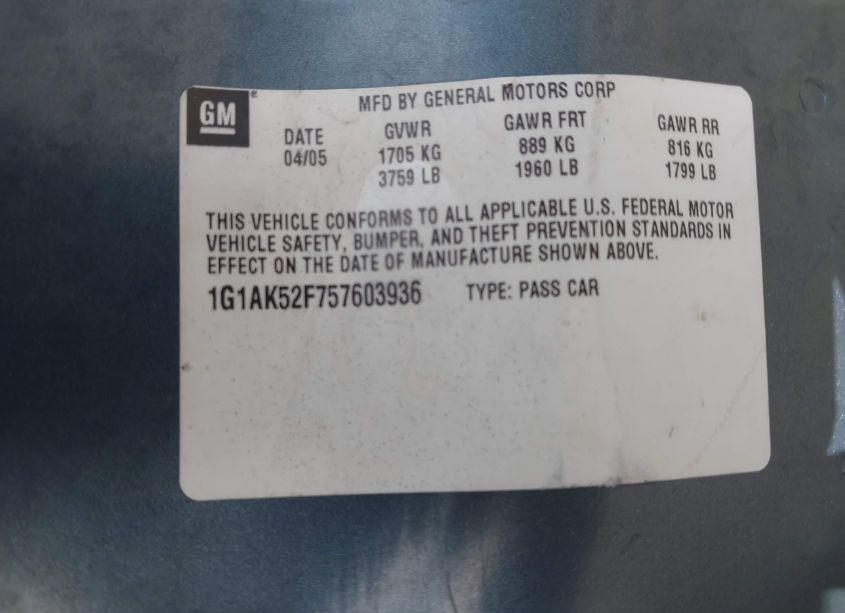 GM
MFD BY GENERAL MOTORS CORP
DATE GVWR GAWR FRT GAWR RR
04/05 1705 KG 889 KG 816 KG
3759 LB 1960 LB 1799 LB
THIS VEHICLE CONFORMS TO ALL APPLICABLE U.S. FEDERAL MOTOR
VEHICLE SAFETY, BUMPER, AND THEFT PREVENTION STANDARDS IN
EFFECT ON THE DATE OF MANUFACTURE SHOWN ABOVE.
1G1AK52F757603936 TYPE: PASS CAR